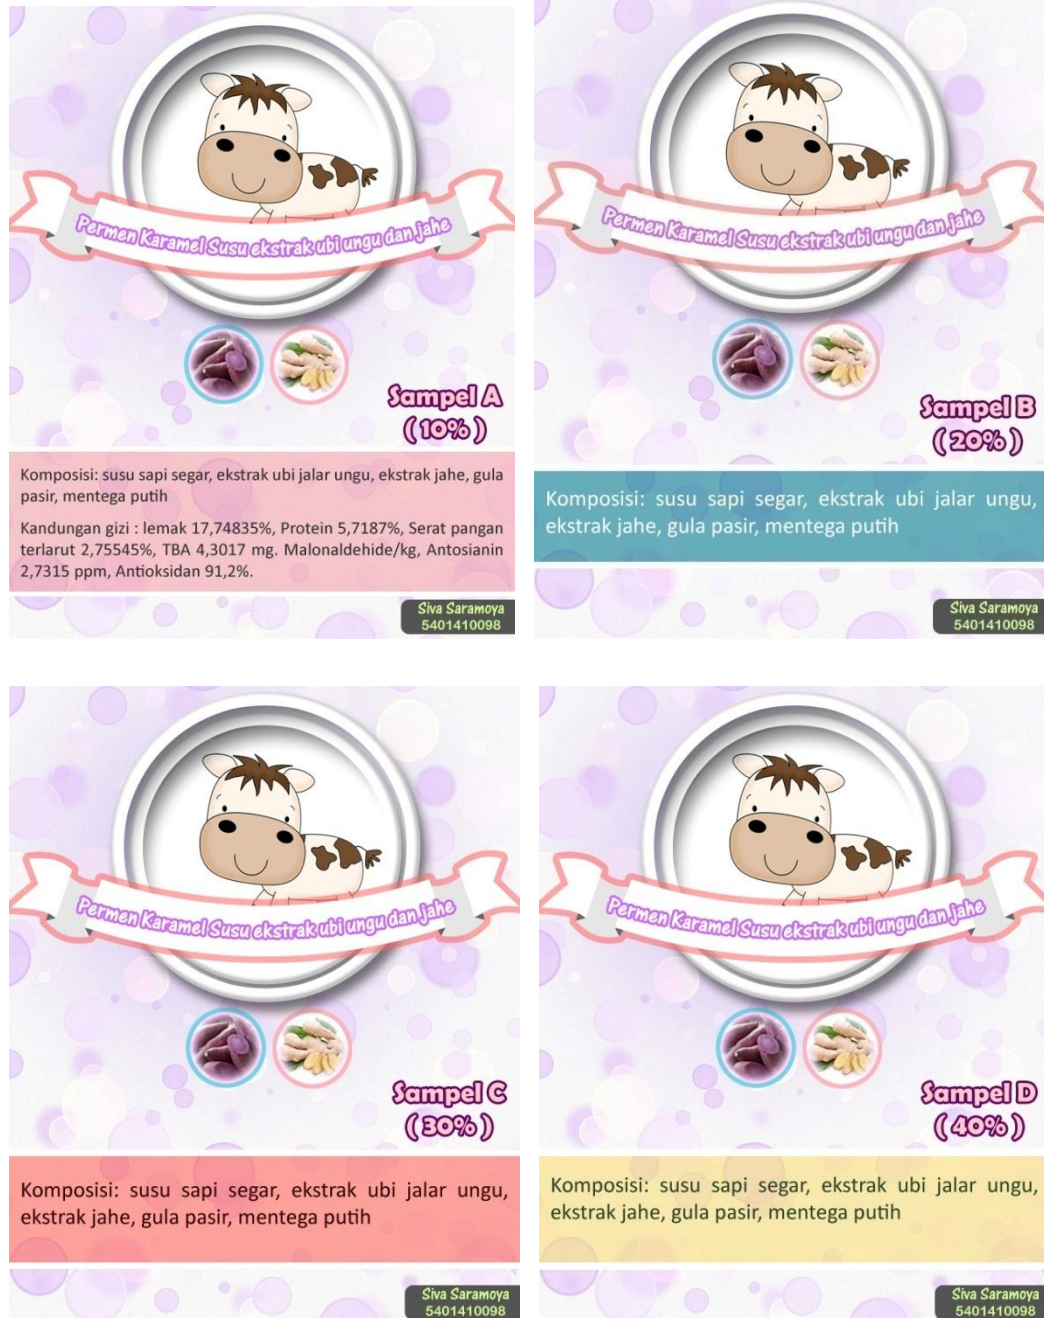 Permen Karamel Susu ekstrak ubi ungu dan jahe
Sampel A
( 10% )
Komposisi: susu sapi segar, ekstrak ubi jalar ungu, ekstrak jahe, gula
pasir, mentega putih
Kandungan gizi : lemak 17,74835%, Protein 5,7187%, Serat pangan
terlarut 2,75545%, TBA 4,3017 mg. Malonaldehide/kg, Antosianin
2,7315 ppm, Antioksidan 91,2%.
Siva Saramoya
5401410098
Permen Karamel Susu ekstrak ubi ungu dan jahe
Sampel B
( 20% )
Komposisi: susu sapi segar, ekstrak ubi jalar ungu,
ekstrak jahe, gula pasir, mentega putih
Siva Saramoya
5401410098
Permen Karamel Susu ekstrak ubi ungu dan jahe
Sampel C
( 30% )
Komposisi: susu sapi segar, ekstrak ubi jalar ungu,
ekstrak jahe, gula pasir, mentega putih
Siva Saramoya
5401410098
Permen Karamel Susu ekstrak ubi ungu dan jahe
Sampel D
( 40% )
Komposisi: susu sapi segar, ekstrak ubi jalar ungu,
ekstrak jahe, gula pasir, mentega putih
Siva Saramoya
5401410098